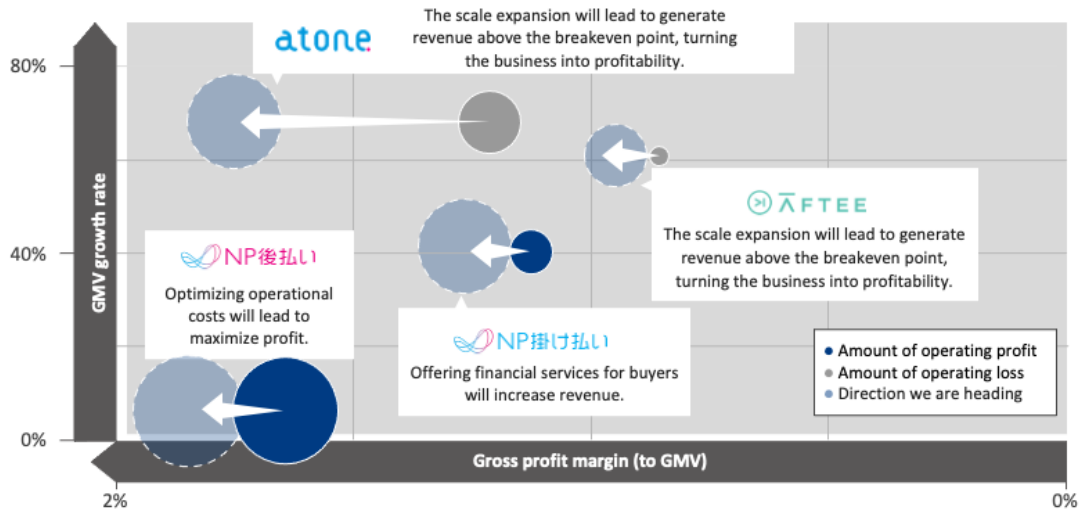 The scale expansion will lead to generate
revenue above the breakeven point, turning
the business into profitability.
atone
80%
40%
0%
GMV growth rate
NP後払い
Optimizing operational
costs will lead to
maximize profit.
NP掛け払い
Offering financial services for buyers
will increase revenue.
AFTEE
The scale expansion will lead to generate
revenue above the breakeven point,
turning the business into profitability.
Amount of operating profit
Amount of operating loss
Direction we are heading
Gross profit margin (to GMV)
2%
0%